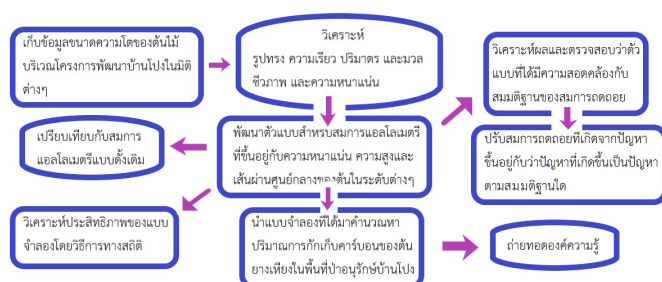 เก็บข้อมูลขนาดความโตของต้นไม้
บริเวณโครงการพัฒนาบ้านโปงในมิติ
ต่างๆ
วิเคราะห์
รูปทรง ความเรียว ปริมาตร และมวล
ชีวภาพ และความหนาแน่น
วิเคราะห์ผลและตรวจสอบว่าตัว
แบบที่ได้มีความสอดคล้องกับ
สมมติฐานของสมการถดถอย
เปรียบเทียบกับสมการ
แอลโลเมตรีแบบดั้งเดิม
พัฒนาตัวแบบสำหรับสมการแอลโลเมตรี
ที่ขึ้นอยู่กับความหนาแน่น ความสูงและ
เส้นผ่านศูนย์กลางของต้นในระดับต่างๆ
ปรับสมการถดถอยที่เกิดจากปัญหา
ขึ้นอยู่กับว่าปัญหาที่เกิดขึ้นเป็นปัญหา
ตามสมมติฐานใด
วิเคราะห์ประสิทธิภาพของแบบ
จำลองโดยวิธีการทางสถิติ
นำแบบจำลองที่ได้มาคำนวณหา
ปริมาณการกักเก็บคาร์บอนของต้น
ยางเหียงในพื้นที่ป่าอนุรักษ์บ้านโปง
ถ่ายทอดองค์ความรู้